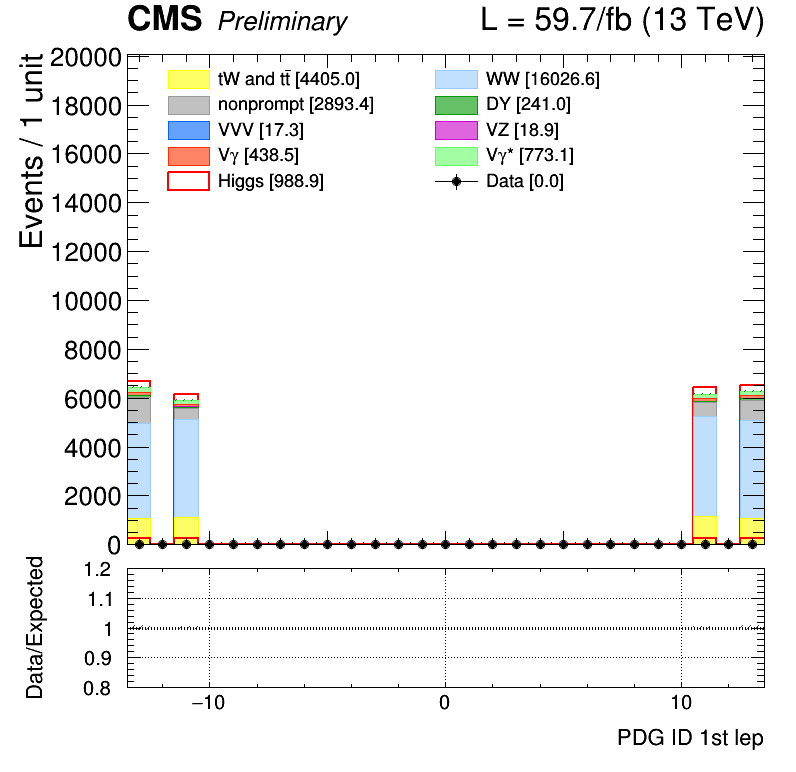 CMS Preliminary L = 59.7/fb (13 TeV)
Events / 1 unit
20000
18000
16000
14000
12000
10000
8000
6000
4000
2000
0
tW and tt̄ [4405.0] WW [16026.6]
nonprompt [2893.4] DY [241.0]
VVV [17.3] VZ [18.9]
Vγ [438.5] Vγ* [773.1]
Higgs [988.9] Data [0.0]
Data/Expected
1.2
1.1
1
0.9
0.8
−10 0 10
PDG ID 1st lep